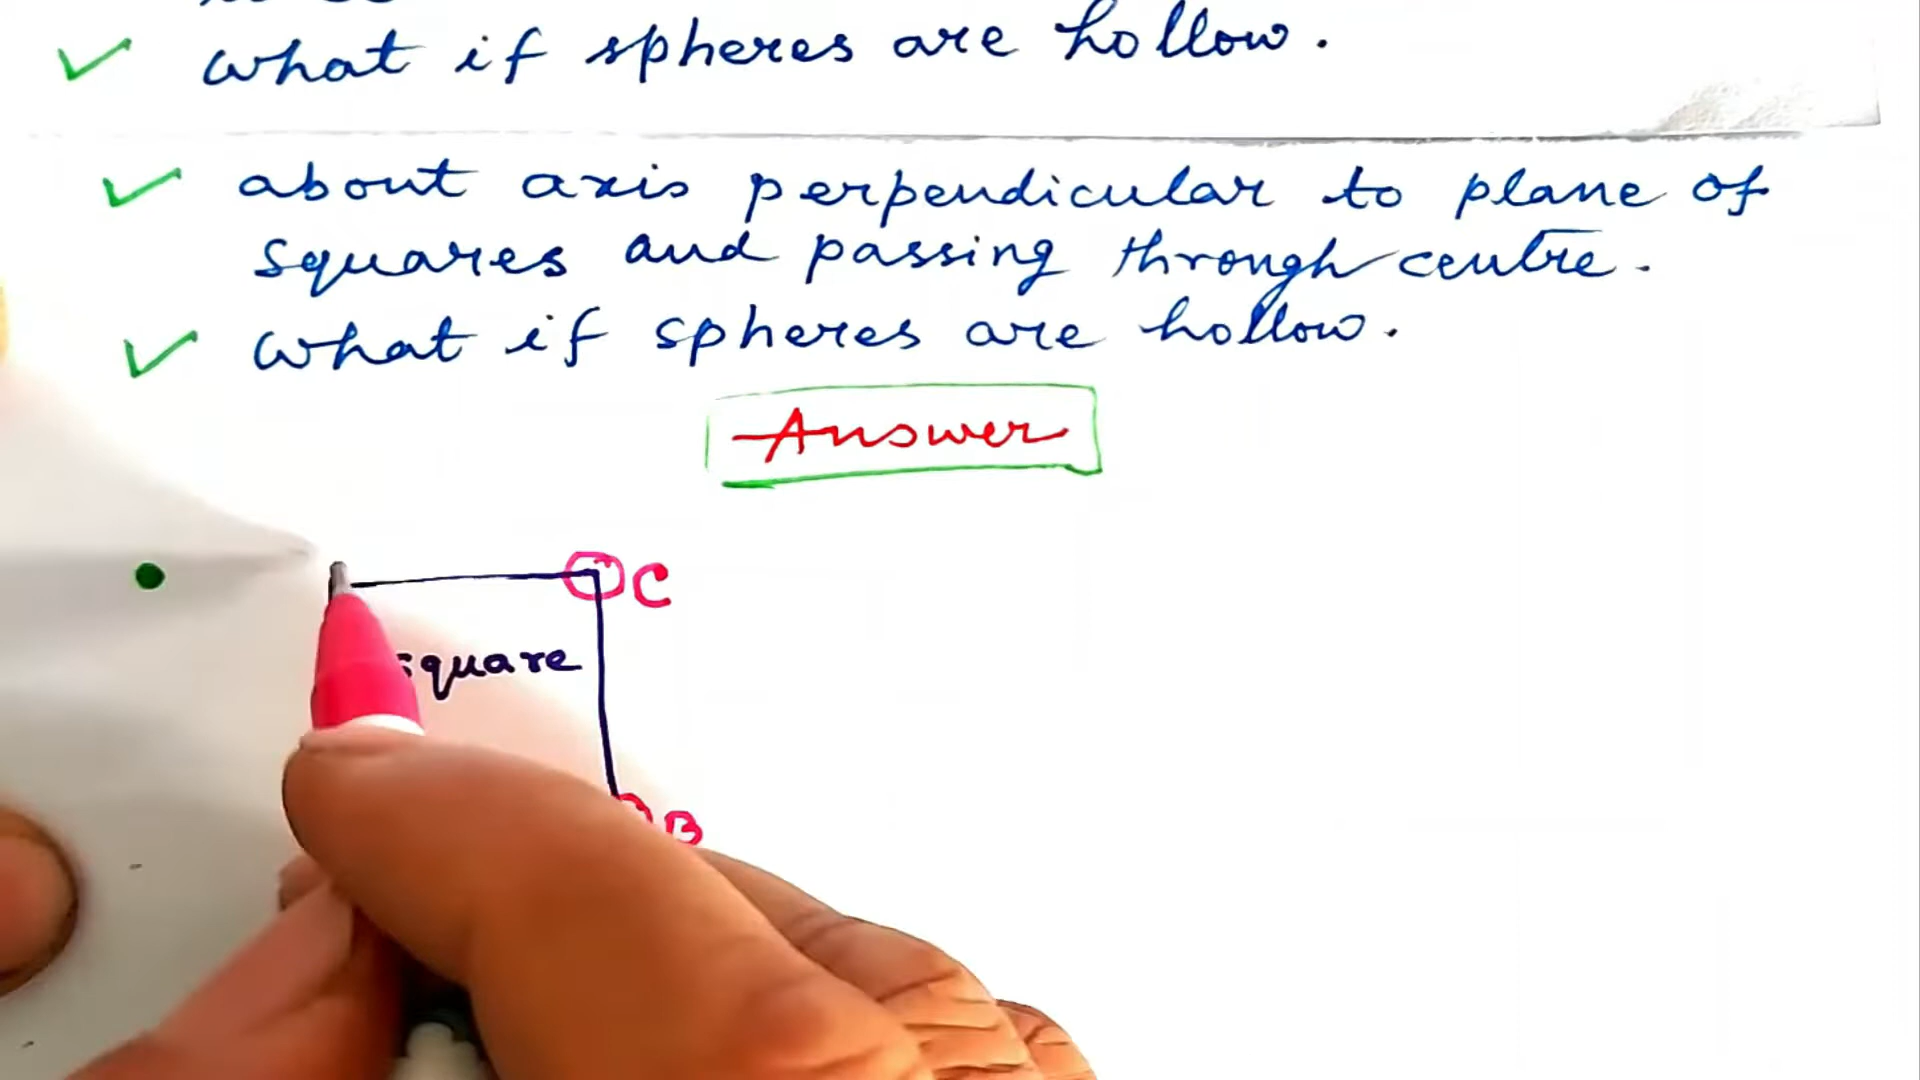 what if spheres are hollow.
about axis perpendicular to plane of
squares and passing through centre.
what if spheres are hollow.
Answer
C
square
B